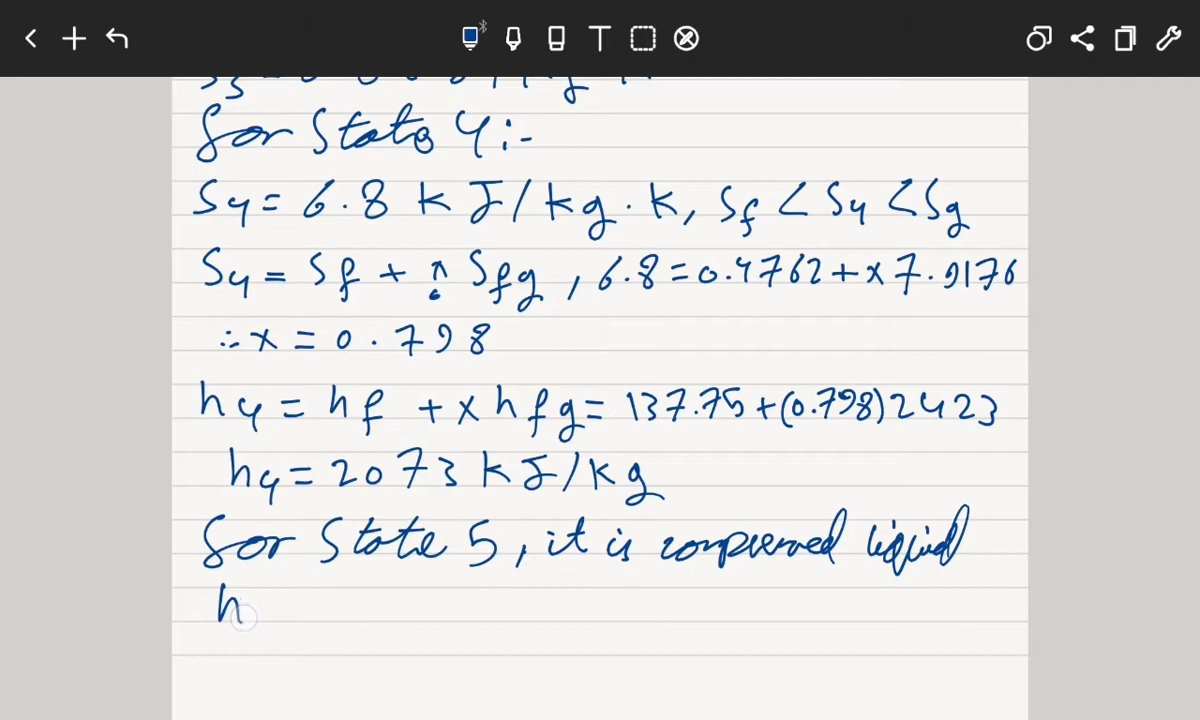 for State 4 :-
S4 = 6.8 kJ/kg.k, Sf < S4 < Sg
S4 = Sf + x Sfg, 6.8 = 0.4762 + x 7.9176
∴ x = 0.798
h4 = hf + x hfg = 137.75 + (0.798) 2423
h4 = 2073 kJ/kg
for State 5, it is compressed liquid
h